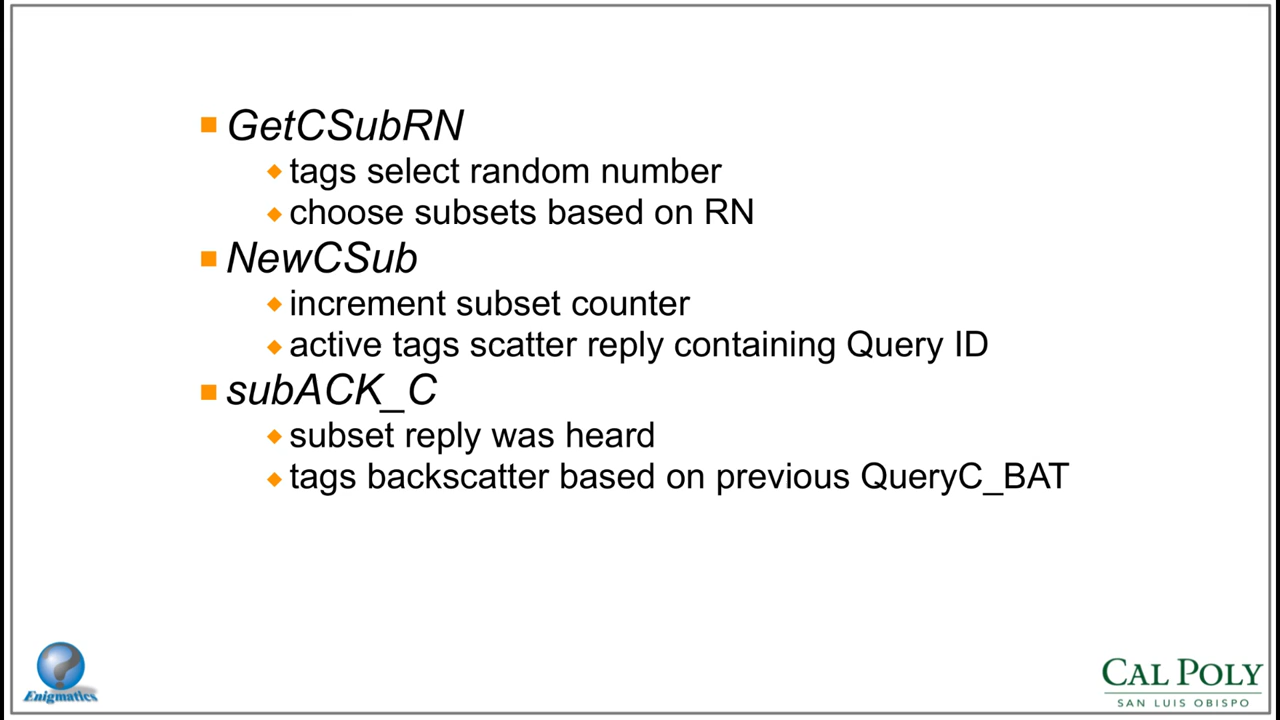 GetCSubRN
tags select random number
choose subsets based on RN
NewCSub
increment subset counter
active tags scatter reply containing Query ID
subACK_C
subset reply was heard
tags backscatter based on previous QueryC_BAT
Enigmatics
CAL POLY
SAN LUIS OBISPO